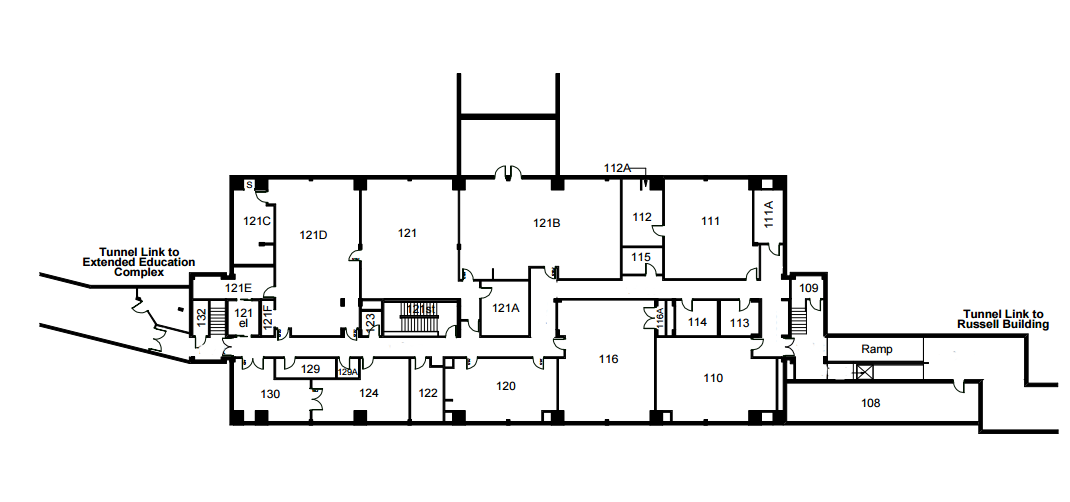 112A
S
121C
121D
121
121B
112
111
111A
115
Tunnel Link to
Extended Education
Complex
121E
109
132
121
el
121F
123
121st
121A
116A
114
113
Tunnel Link to
Russell Building
Ramp
116
129
129A
130
124
122
120
110
108